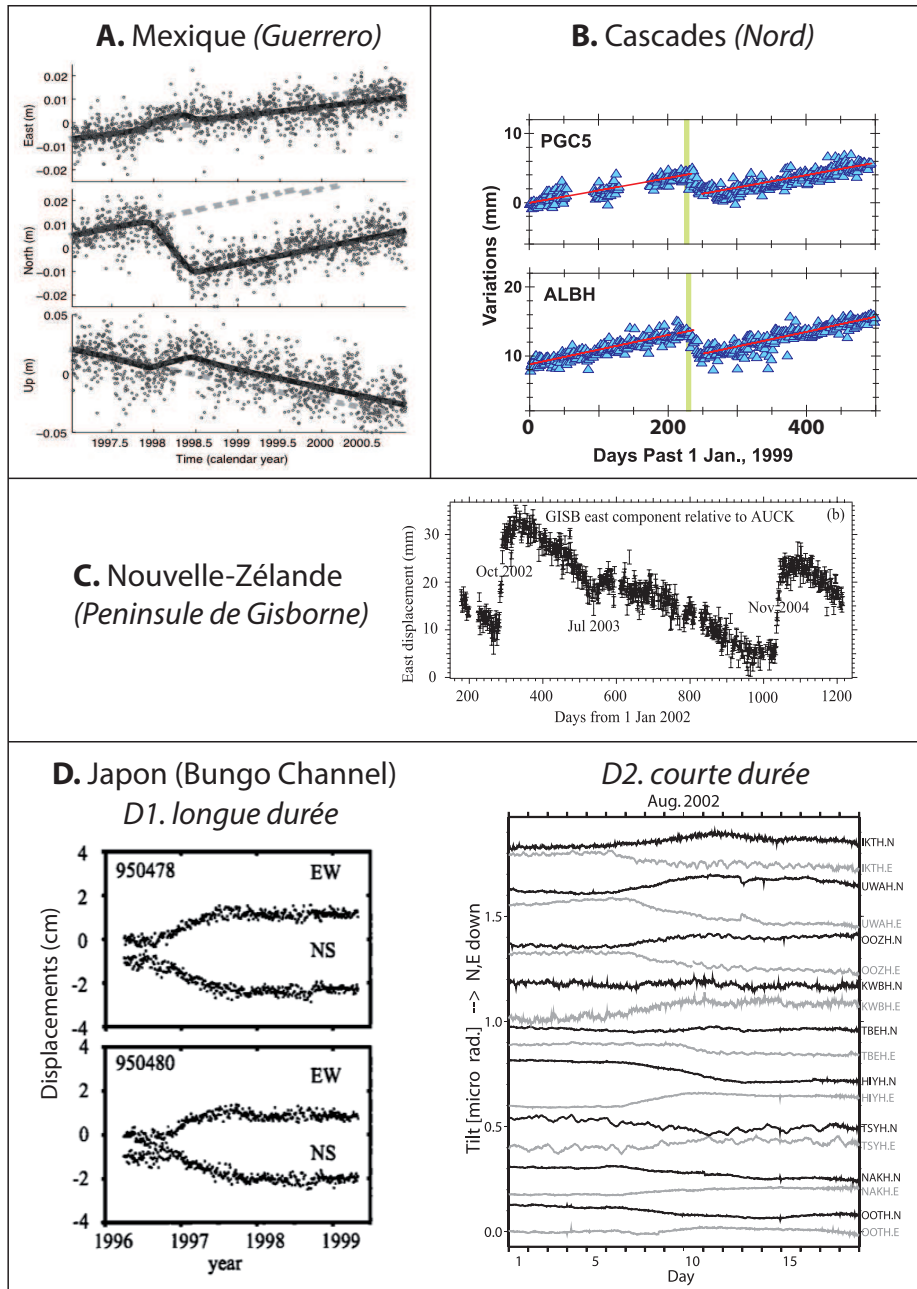 A. Mexique (Guerrero)
0.02
0.01
0
−0.01
−0.02
East (m)
0.02
0.01
0
−0.01
−0.02
North (m)
0.05
0
−0.05
Up (m)
1997.5 1998 1998.5 1999 1999.5 2000 2000.5
Time (calendar year)
B. Cascades (Nord)
PGC5
10
0
ALBH
20
10
Variations (mm)
0 200 400
Days Past 1 Jan., 1999
C. Nouvelle-Zélande
(Peninsule de Gisborne)
GISB east component relative to AUCK (b)
30
20
10
0
East displacement (mm)
Oct 2002
Jul 2003
Nov 2004
200 400 600 800 1000 1200
Days from 1 Jan 2002
D. Japon (Bungo Channel)
D1. longue durée
4
2
0
-2
-4
950478
EW
NS
Displacements (cm)
4
2
0
-2
-4
950480
EW
NS
1996 1997 1998 1999
year
D2. courte durée
Aug. 2002
1.5
1.0
0.5
0.0
Tilt [micro rad.] --> N,E down
IKTH.N
IKTH.E
UWAH.N
UWAH.E
OOZH.N
OOZH.E
KWBH.N
KWBH.E
TBEH.N
TBEH.E
HIYH.N
HIYH.E
TSYH.N
TSYH.E
NAKH.N
NAKH.E
OOTH.N
OOTH.E
1 5 10 15
Day